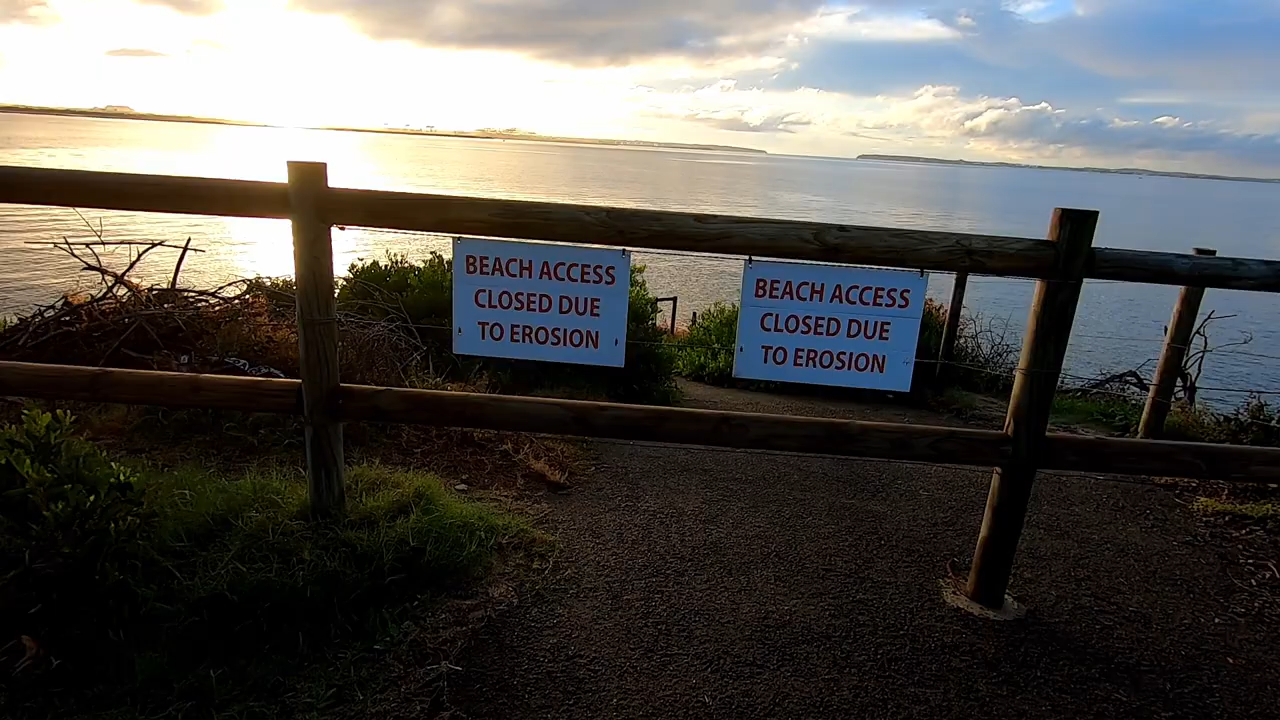 BEACH ACCESS
CLOSED DUE
TO EROSION
BEACH ACCESS
CLOSED DUE
TO EROSION